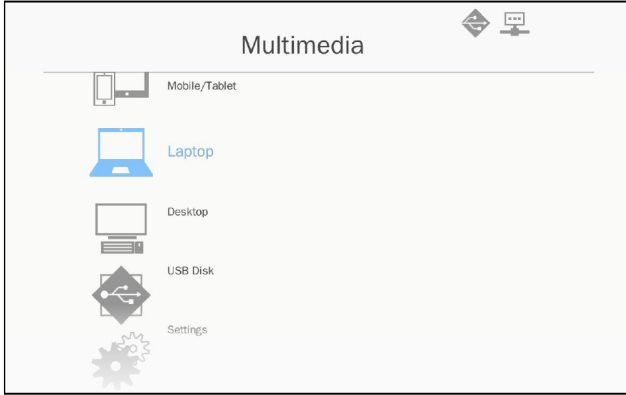 Multimedia
Mobile/Tablet
Laptop
Desktop
USB Disk
Settings